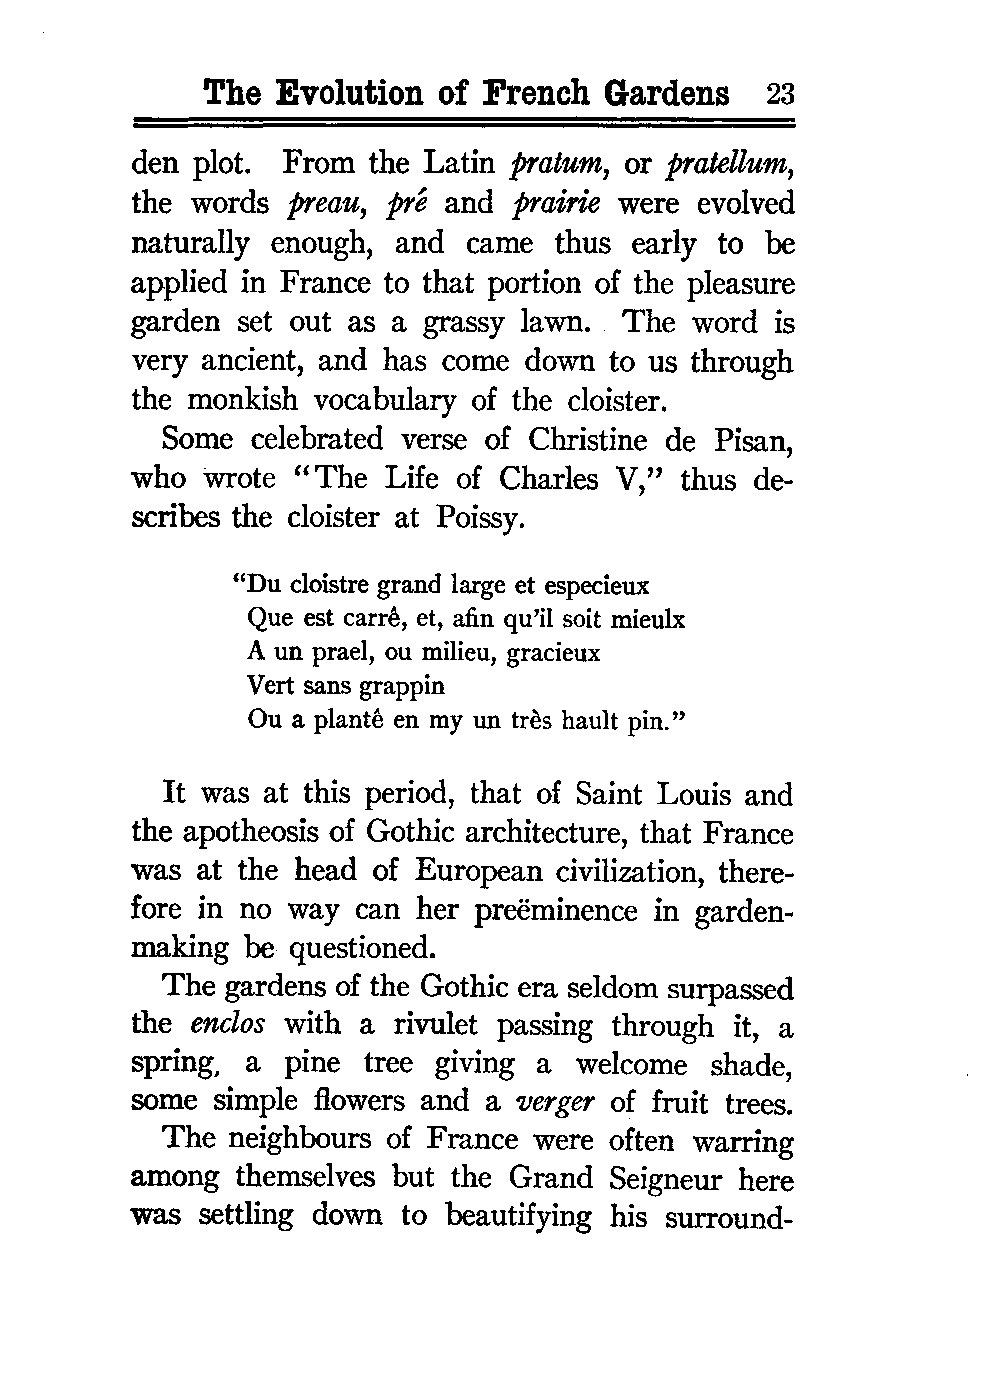 The Evolution of French Gardens 23
den plot. From the Latin pratum, or pratellum,
the words preau, pré and prairie were evolved
naturally enough, and came thus early to be
applied in France to that portion of the pleasure
garden set out as a grassy lawn. The word is
very ancient, and has come down to us through
the monkish vocabulary of the cloister.
Some celebrated verse of Christine de Pisan,
who wrote "The Life of Charles V," thus de-
scribes the cloister at Poissy.
"Du cloistre grand large et especieux
Que est carrê, et, afin qu'il soit mieulx
A un prael, ou milieu, gracieux
Vert sans grappin
Ou a plantê en my un très hault pin."
It was at this period, that of Saint Louis and
the apotheosis of Gothic architecture, that France
was at the head of European civilization, there-
fore in no way can her preëminence in garden-
making be questioned.
The gardens of the Gothic era seldom surpassed
the enclos with a rivulet passing through it, a
spring, a pine tree giving a welcome shade,
some simple flowers and a verger of fruit trees.
The neighbours of France were often warring
among themselves but the Grand Seigneur here
was settling down to beautifying his surround-